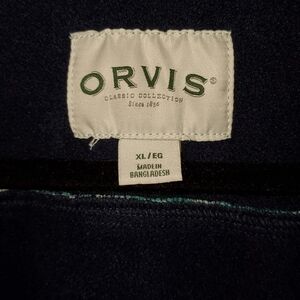 ORVIS®
CLASSIC COLLECTION
Since 1856
XL / EG
MADE IN
BANGLADESH